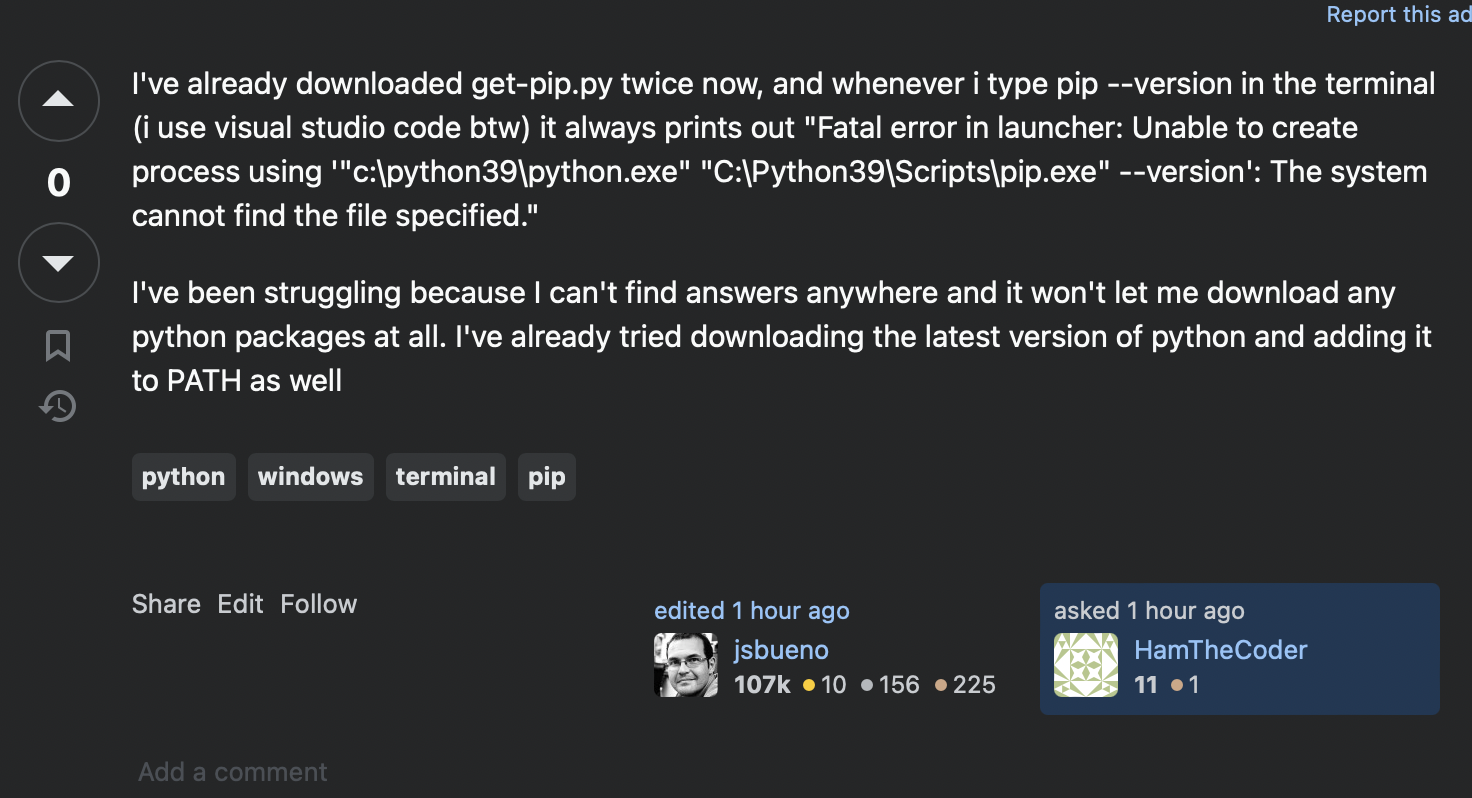 Report this ad
I've already downloaded get-pip.py twice now, and whenever i type pip --version in the terminal
(i use visual studio code btw) it always prints out "Fatal error in launcher: Unable to create
0
process using '"c:\python39\python.exe" "C:\Python39\Scripts\pip.exe" --version': The system
cannot find the file specified."
I've been struggling because I can't find answers anywhere and it won't let me download any
python packages at all. I've already tried downloading the latest version of python and adding it
to PATH as well
python windows terminal pip
Share Edit Follow
edited 1 hour ago
jsbueno
107k 10 156 225
asked 1 hour ago
HamTheCoder
11 1
Add a comment